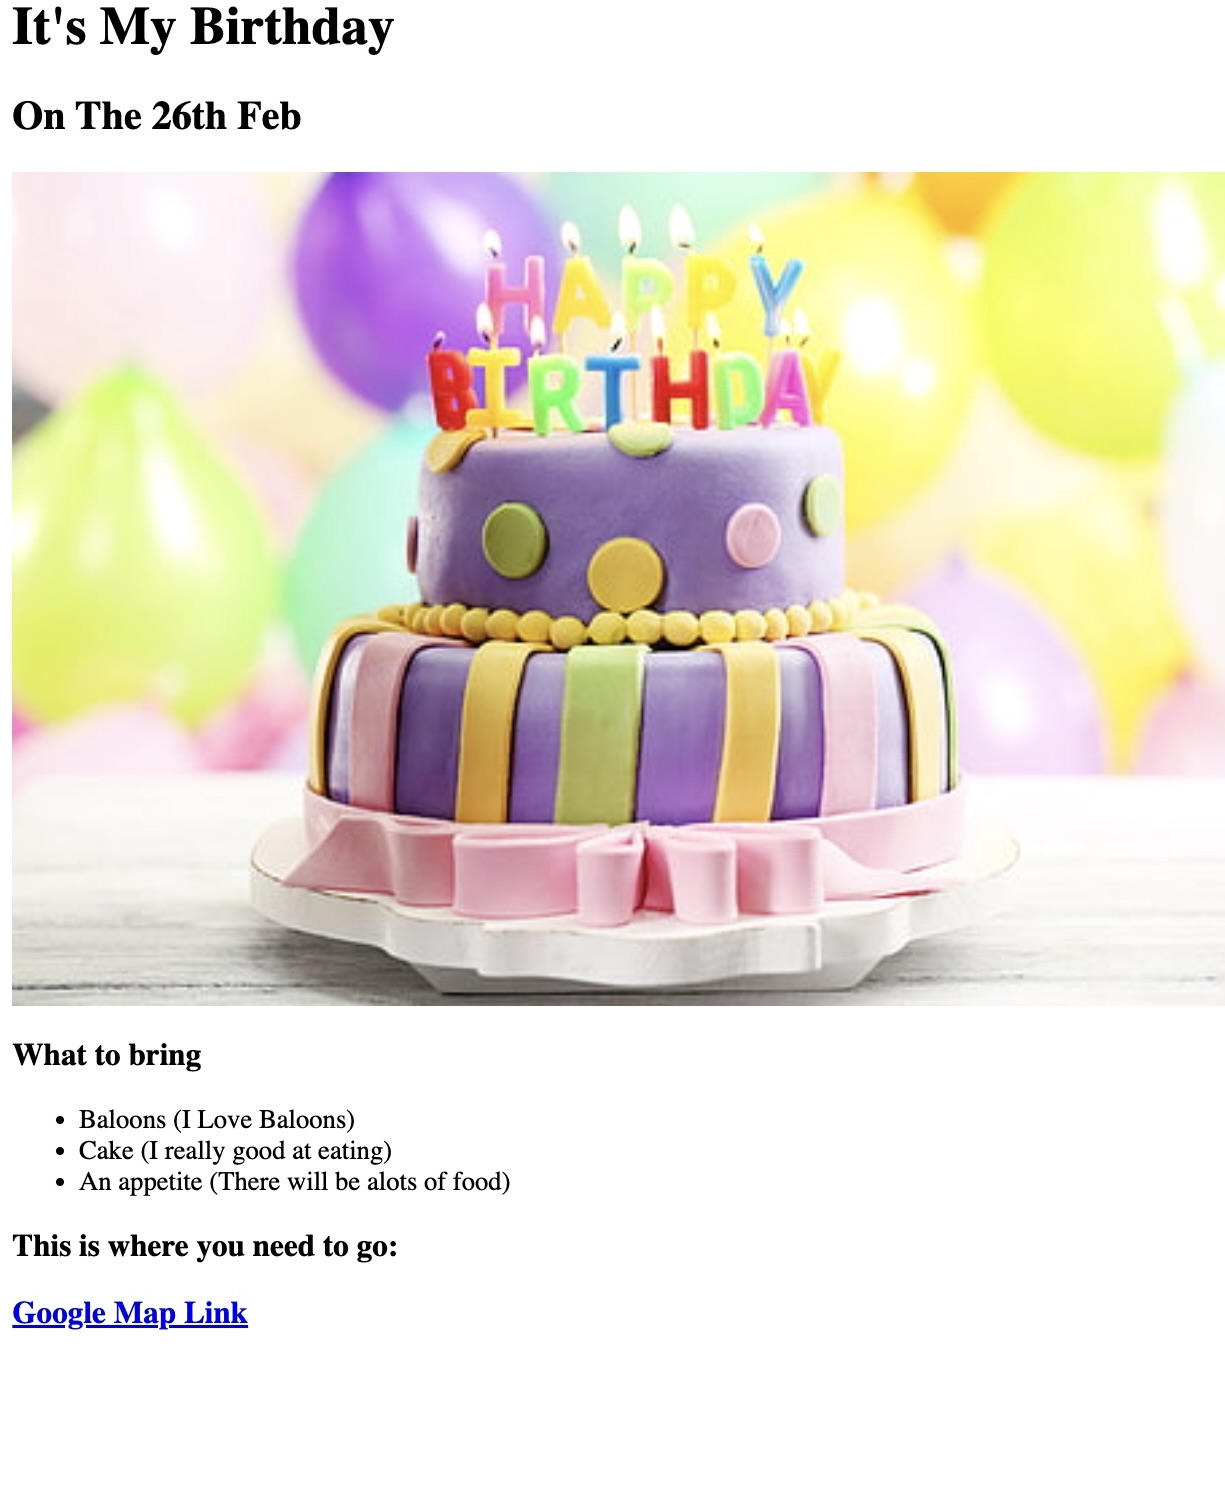 It's My Birthday
On The 26th Feb
HAPPY
BIRTHDAY
What to bring
Baloons (I Love Baloons)
Cake (I really good at eating)
An appetite (There will be alots of food)
This is where you need to go:
Google Map Link